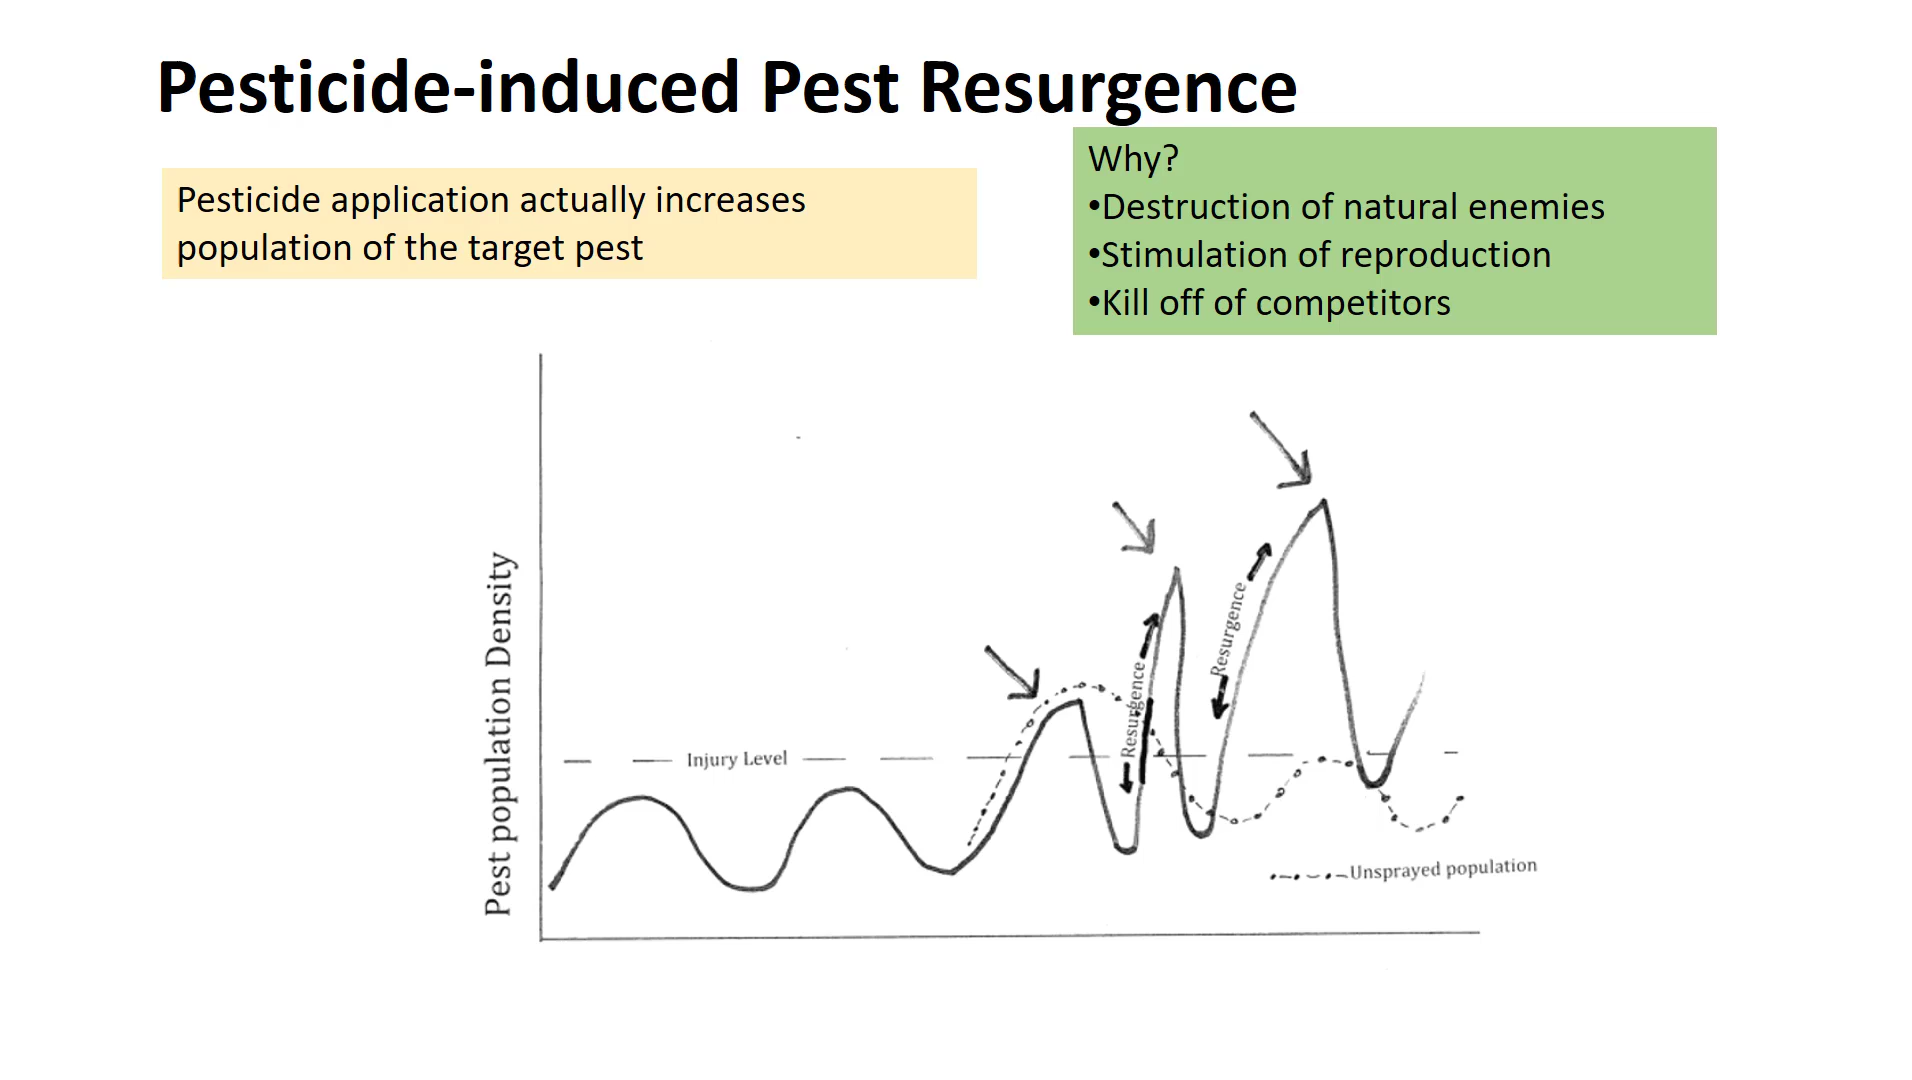 Pesticide-induced Pest Resurgence
Pesticide application actually increases
population of the target pest
Why?
•Destruction of natural enemies
•Stimulation of reproduction
•Kill off of competitors
Pest population Density
Injury Level
Resurgence
Resurgence
Unsprayed population